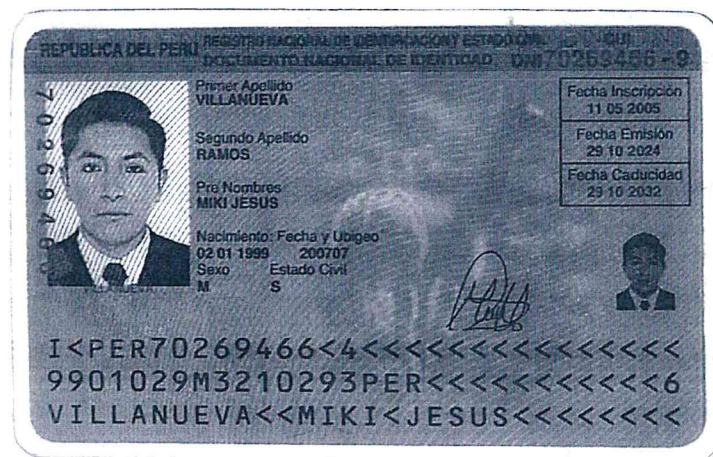 REPUBLICA DEL PERU
REGISTRO NACIONAL DE IDENTIFICACION Y ESTADO CIVIL
DOCUMENTO NACIONAL DE IDENTIDAD
CUI
DNI 70269466 - 9
70269466
Primer Apellido
VILLANUEVA
Segundo Apellido
RAMOS
Pre Nombres
MIKI JESUS
Nacimiento: Fecha y Ubigeo
02 01 1999 200707
Sexo Estado Civil
M S
Fecha Inscripción
11 05 2005
Fecha Emisión
29 10 2024
Fecha Caducidad
29 10 2032
I<PER70269466<4<<<<<<<<<<<<<<<
9901029M3210293PER<<<<<<<<<<<6
VILLANUEVA<<MIKI<JESUS<<<<<<<<